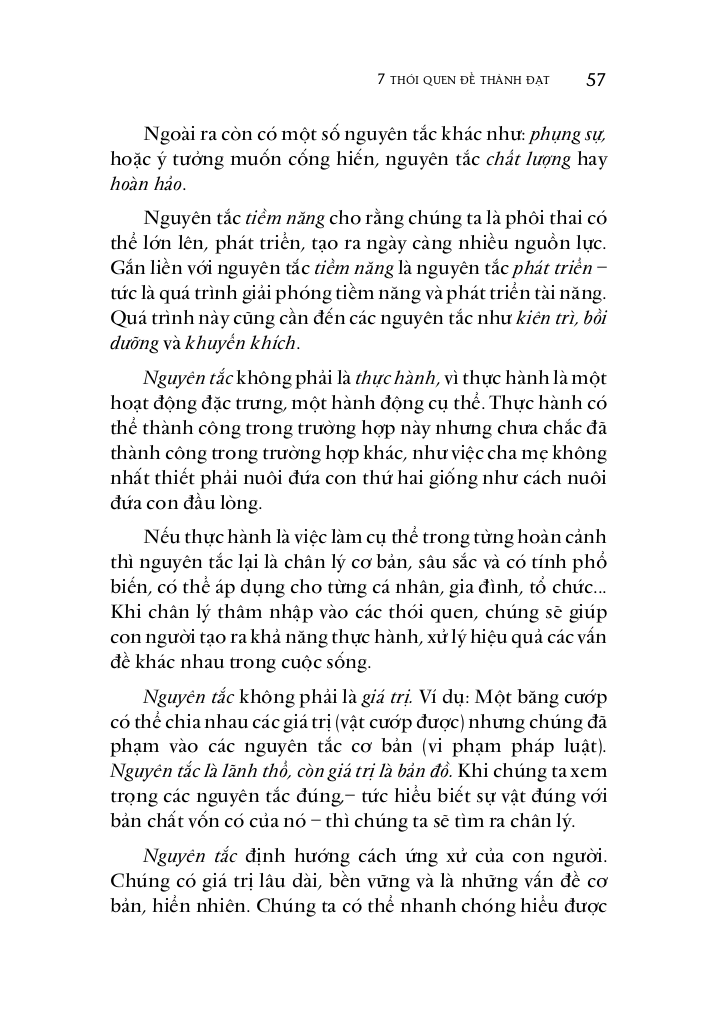 7 THÓI QUEN ĐỂ THÀNH ĐẠT 57
Ngoài ra còn có một số nguyên tắc khác như: phụng sự,
hoặc ý tưởng muốn cống hiến, nguyên tắc chất lượng hay
hoàn hảo.
Nguyên tắc tiềm năng cho rằng chúng ta là phôi thai có
thể lớn lên, phát triển, tạo ra ngày càng nhiều nguồn lực.
Gắn liền với nguyên tắc tiềm năng là nguyên tắc phát triển –
tức là quá trình giải phóng tiềm năng và phát triển tài năng.
Quá trình này cũng cần đến các nguyên tắc như kiên trì, bồi
dưỡng và khuyến khích.
Nguyên tắc không phải là thực hành, vì thực hành là một
hoạt động đặc trưng, một hành động cụ thể. Thực hành có
thể thành công trong trường hợp này nhưng chưa chắc đã
thành công trong trường hợp khác, như việc cha mẹ không
nhất thiết phải nuôi đứa con thứ hai giống như cách nuôi
đứa con đầu lòng.
Nếu thực hành là việc làm cụ thể trong từng hoàn cảnh
thì nguyên tắc lại là chân lý cơ bản, sâu sắc và có tính phổ
biến, có thể áp dụng cho từng cá nhân, gia đình, tổ chức...
Khi chân lý thâm nhập vào các thói quen, chúng sẽ giúp
con người tạo ra khả năng thực hành, xử lý hiệu quả các vấn
đề khác nhau trong cuộc sống.
Nguyên tắc không phải là giá trị. Ví dụ: Một băng cướp
có thể chia nhau các giá trị (vật cướp được) nhưng chúng đã
phạm vào các nguyên tắc cơ bản (vi phạm pháp luật).
Nguyên tắc là lãnh thổ, còn giá trị là bản đồ. Khi chúng ta xem
trọng các nguyên tắc đúng,– tức hiểu biết sự vật đúng với
bản chất vốn có của nó – thì chúng ta sẽ tìm ra chân lý.
Nguyên tắc định hướng cách ứng xử của con người.
Chúng có giá trị lâu dài, bền vững và là những vấn đề cơ
bản, hiển nhiên. Chúng ta có thể nhanh chóng hiểu được